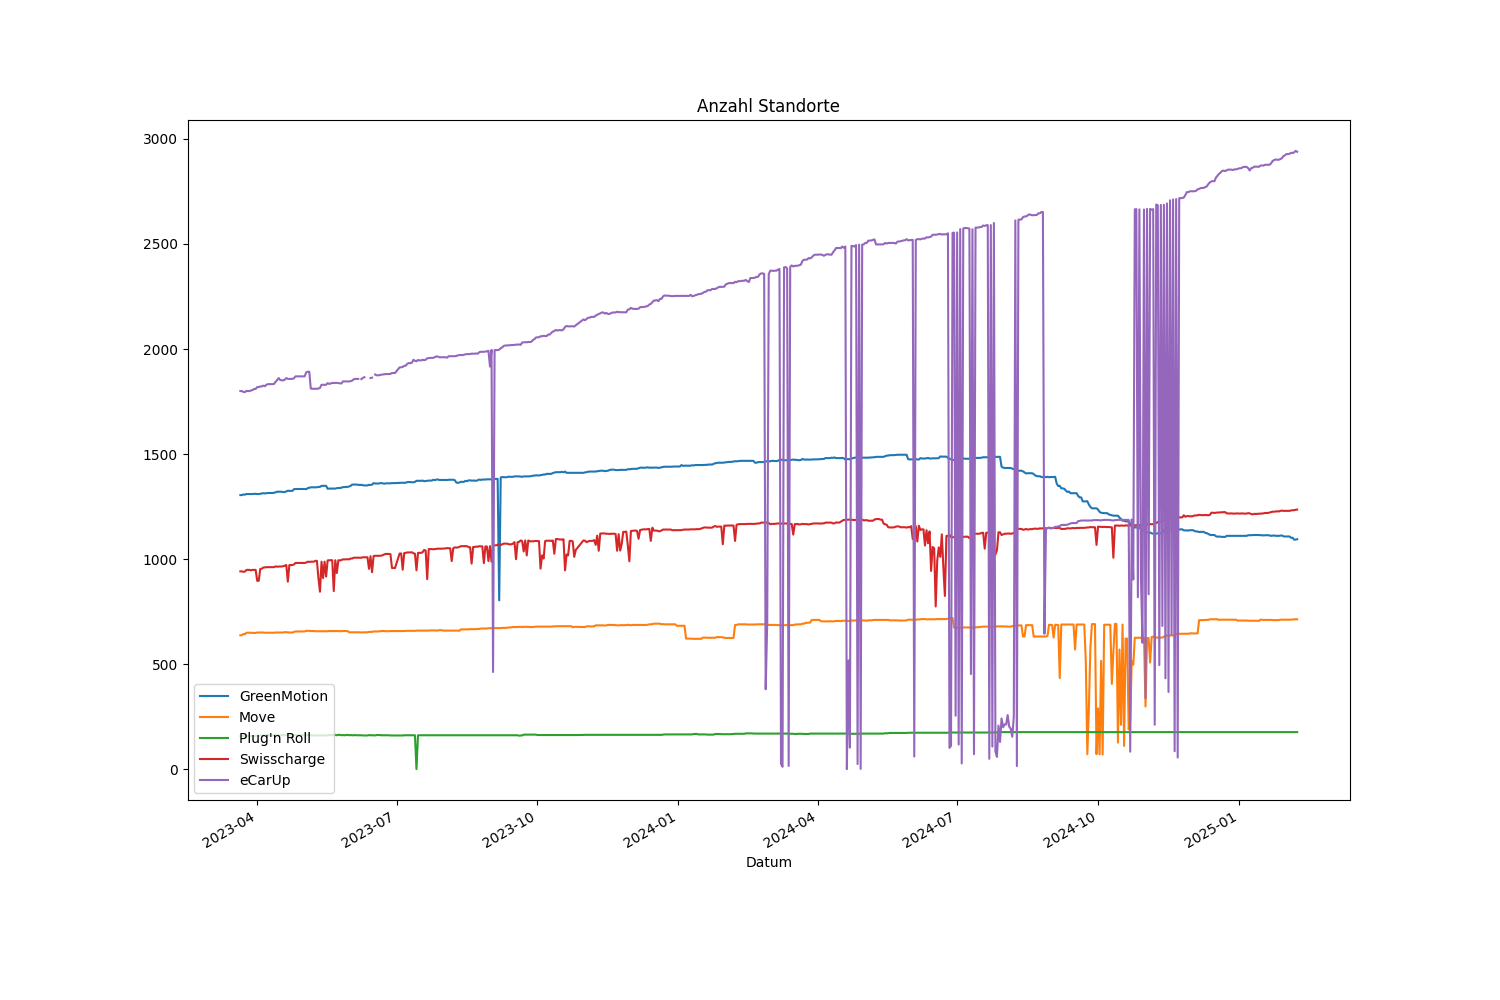 Anzahl Standorte
3000
2500
2000
1500
1000
500
0
GreenMotion
Move
Plug'n Roll
Swisscharge
eCarUp
2023-04
2023-07
2023-10
2024-01
2024-04
2024-07
2024-10
2025-01
Datum